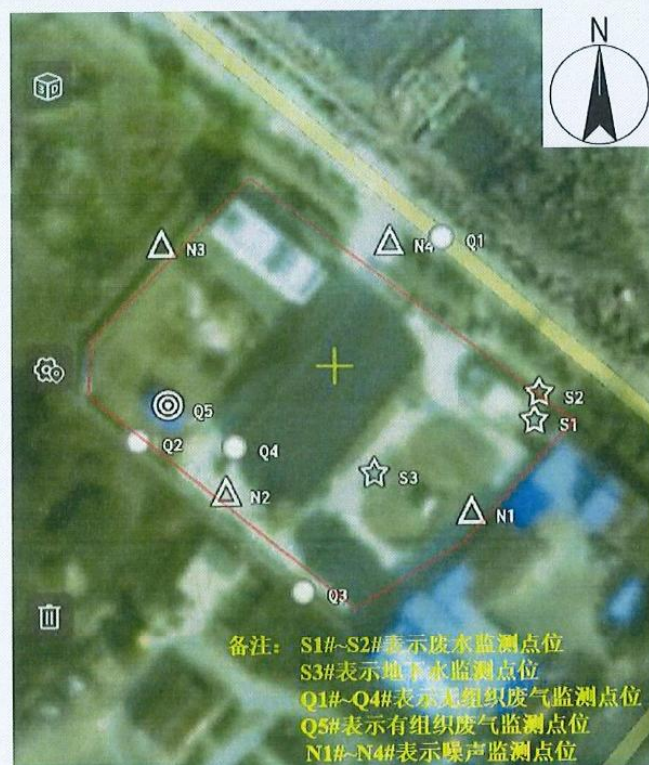 N
3D
N3
N4 Q1
S2
S1
Q5
Q2
Q4
S3
N2
N1
Q3
备注： S1#~S2#表示废水监测点位
S3#表示地下水监测点位
Q1#~Q4#表示无组织废气监测点位
Q5#表示有组织废气监测点位
N1#~N4#表示噪声监测点位